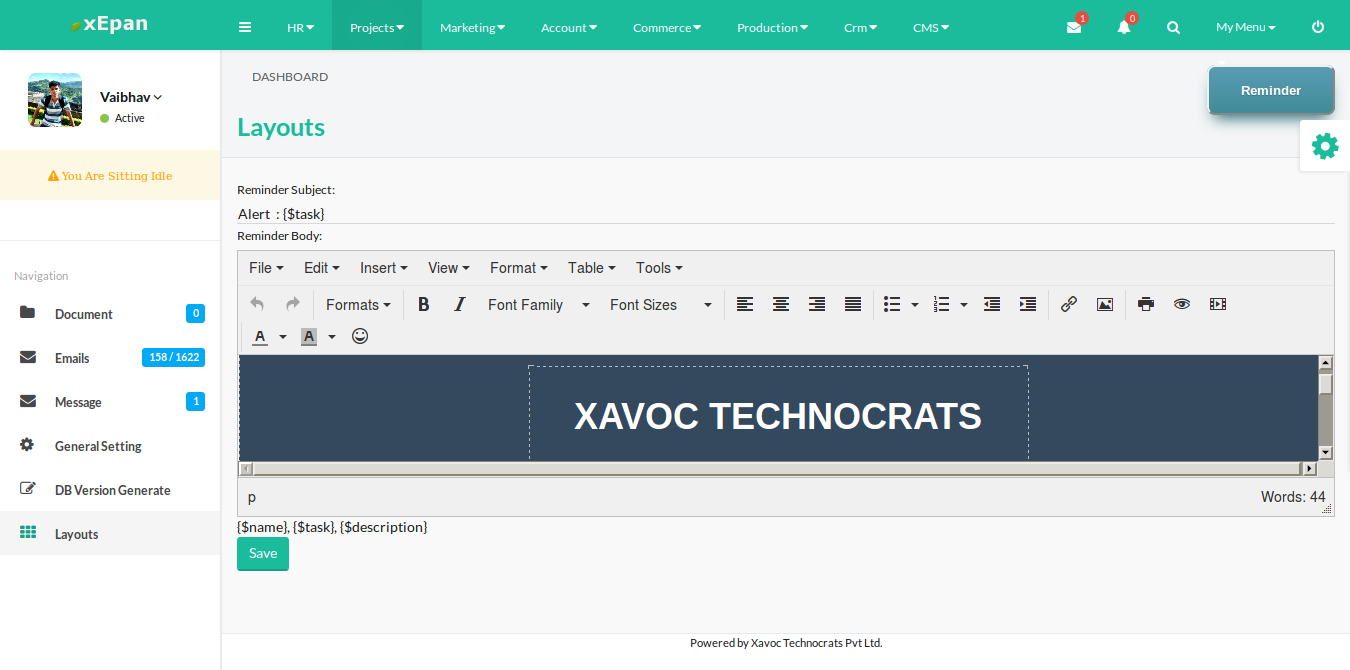 xEpan
HR Projects Marketing Account Commerce Production Crm CMS 1 0 My Menu
Vaibhav
Active
You Are Sitting Idle
Navigation
Document 0
Emails 158 / 1622
Message 1
General Setting
DB Version Generate
Layouts
DASHBOARD
Reminder
Layouts
Reminder Subject:
Alert : {$task}
Reminder Body:
File Edit Insert View Format Table Tools
Formats B I Font Family Font Sizes
A A
XAVOC TECHNOCRATS
p Words: 44
{$name}, {$task}, {$description}
Save
Powered by Xavoc Technocrats Pvt Ltd.